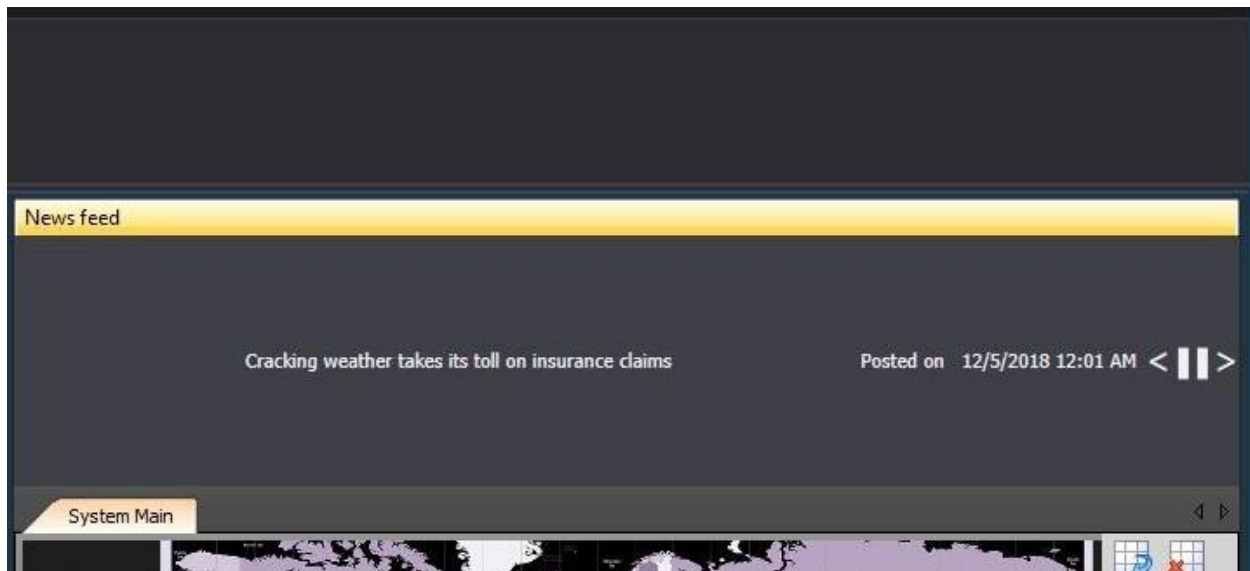 News feed
Cracking weather takes its toll on insurance claims Posted on 12/5/2018 12:01 AM < >
System Main